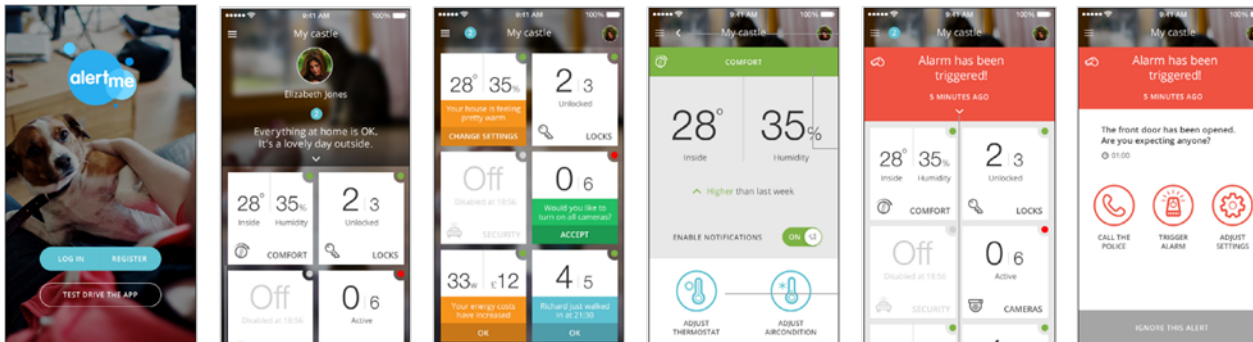 alertme
LOG IN
REGISTER
TEST DRIVE THE APP
9:41 AM
100%
My castle
Elizabeth Jones
2
Everything at home is OK.
It's a lovely day outside.
28°
35%
Inside
Humidity
COMFORT
2|3
Unlocked
LOCKS
Off
Disabled at 18:56
0|6
Active
9:41 AM
100%
2
My castle
28°
35%
Your house is feeling
pretty warm
CHANGE SETTINGS
2|3
Unlocked
LOCKS
Off
Disabled at 18:56
SECURITY
0|6
Would you like to
turn on all cameras?
ACCEPT
33w
£12
Your energy costs
have increased
OK
4|5
Richard just walked
in at 21:30
OK
9:41 AM
100%
My castle
COMFORT
28°
Inside
35%
Humidity
Higher than last week
ENABLE NOTIFICATIONS
ON
ADJUST
THERMOSTAT
ADJUST
AIRCONDITION
9:41 AM
100%
2
My castle
Alarm has been
triggered!
5 MINUTES AGO
28°
35%
Inside
Humidity
COMFORT
2|3
Unlocked
LOCKS
Off
Disabled at 18:56
SECURITY
0|6
Active
CAMERAS
9:41 AM
100%
My castle
Alarm has been
triggered!
5 MINUTES AGO
The front door has been opened.
Are you expecting anyone?
01:00
CALL THE
POLICE
TRIGGER
ALARM
ADJUST
SETTINGS
IGNORE THIS ALERT